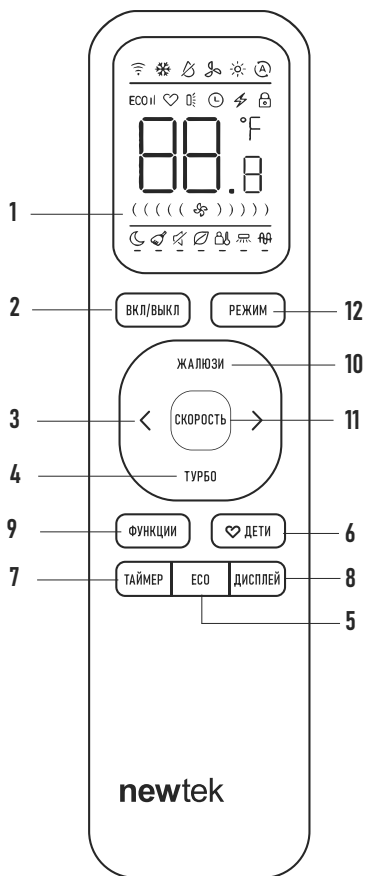 ECO
88.8 °F
1
2 ВКЛ/ВЫКЛ РЕЖИМ 12
ЖАЛЮЗИ 10
3 < СКОРОСТЬ > 11
4 ТУРБО
9 ФУНКЦИИ ДЕТИ 6
7 ТАЙМЕР ECO ДИСПЛЕЙ 8
5
newtek